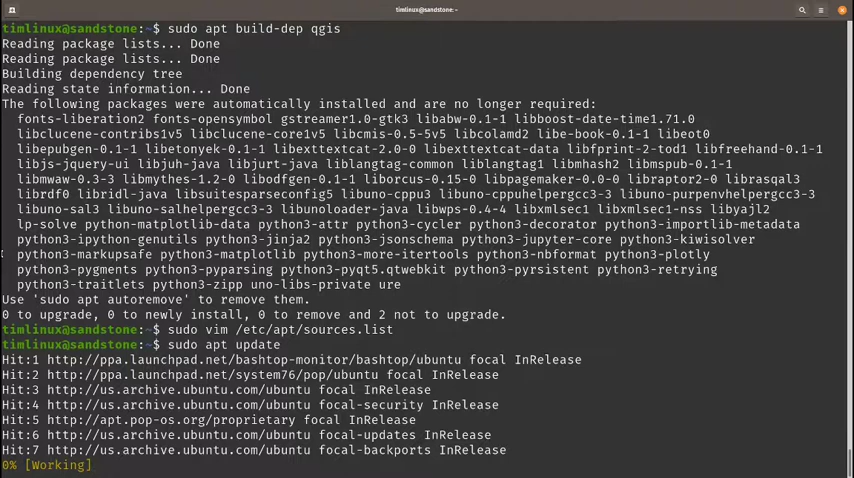 timlinux@sandstone: ~
timlinux@sandstone:~$ sudo apt build-dep qgis
Reading package lists... Done
Reading package lists... Done
Building dependency tree
Reading state information... Done
The following packages were automatically installed and are no longer required:
fonts-liberation2 fonts-opensymbol gstreamer1.0-gtk3 libabw-0.1-1 libboost-date-time1.71.0
libclucene-contribs1v5 libclucene-core1v5 libcmis-0.5-5v5 libcolamd2 libe-book-0.1-1 libeot0
libepubgen-0.1-1 libetonyek-0.1-1 libexttextcat-2.0-0 libexttextcat-data libfprint-2-tod1 libfreehand-0.1-1
libjs-jquery-ui libjuh-java libjurt-java liblangtag-common liblangtag1 libmhash2 libmspub-0.1-1
libmwaw-0.3-3 libmythes-1.2-0 libodfgen-0.1-1 liborcus-0.15-0 libpagemaker-0.0-0 libraptor2-0 librasqal3
librdf0 libridl-java libsuitesparseconfig5 libuno-cppu3 libuno-cppuhelpergcc3-3 libuno-purpenvhelpergcc3-3
libuno-sal3 libuno-salhelpergcc3-3 libunoloader-java libwps-0.4-4 libxmlsec1 libxmlsec1-nss libyajl2
lp-solve python-matplotlib-data python3-attr python3-cycler python3-decorator python3-importlib-metadata
python3-ipython-genutils python3-jinja2 python3-jsonschema python3-jupyter-core python3-kiwisolver
python3-markupsafe python3-matplotlib python3-more-itertools python3-nbformat python3-plotly
python3-pygments python3-pyparsing python3-pyqt5.qtwebkit python3-pyrsistent python3-retrying
python3-traitlets python3-zipp uno-libs-private ure
Use 'sudo apt autoremove' to remove them.
0 to upgrade, 0 to newly install, 0 to remove and 2 not to upgrade.
timlinux@sandstone:~$ sudo vim /etc/apt/sources.list
timlinux@sandstone:~$ sudo apt update
Hit:1 http://ppa.launchpad.net/bashtop-monitor/bashtop/ubuntu focal InRelease
Hit:2 http://ppa.launchpad.net/system76/pop/ubuntu focal InRelease
Hit:3 http://us.archive.ubuntu.com/ubuntu focal InRelease
Hit:4 http://us.archive.ubuntu.com/ubuntu focal-security InRelease
Hit:5 http://apt.pop-os.org/proprietary focal InRelease
Hit:6 http://us.archive.ubuntu.com/ubuntu focal-updates InRelease
Hit:7 http://us.archive.ubuntu.com/ubuntu focal-backports InRelease
0% [Working]